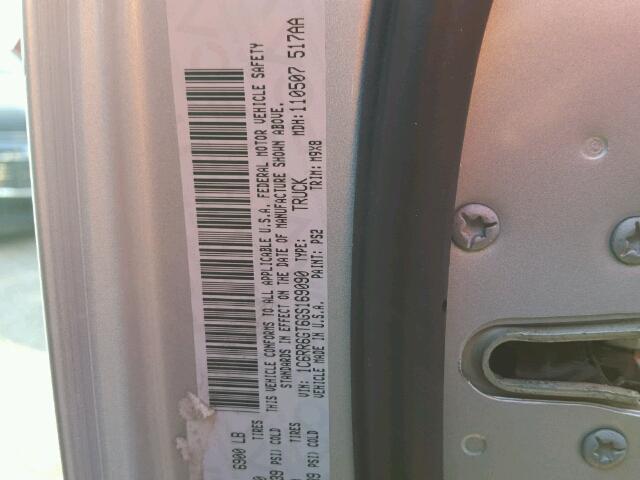 6900 LB
TIRES
39 PSI) COLD
THIS VEHICLE CONFORMS TO ALL APPLICABLE U.S.A. FEDERAL MOTOR VEHICLE SAFETY
STANDARDS IN EFFECT ON THE DATE OF MANUFACTURE SHOWN ABOVE.
VIN: 1C6RR6GT6GS169090 TYPE: TRUCK MDH: 110507 517AA
VEHICLE MADE IN U.S.A. PAINT: PS2 TRIM: M9X8
TIRES
PSI) COLD